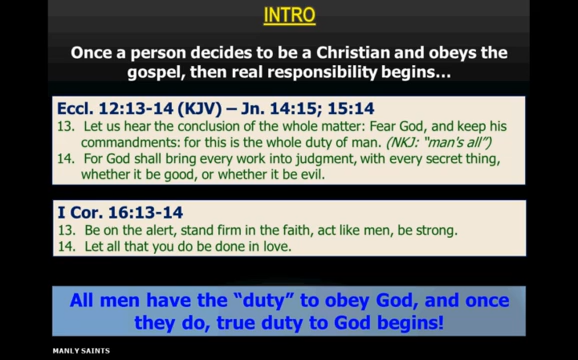 INTRO
Once a person decides to be a Christian and obeys the
gospel, then real responsibility begins…
Eccl. 12:13-14 (KJV) – Jn. 14:15; 15:14
13. Let us hear the conclusion of the whole matter: Fear God, and keep his
commandments: for this is the whole duty of man. (NKJ: "man's all")
14. For God shall bring every work into judgment, with every secret thing,
whether it be good, or whether it be evil.
I Cor. 16:13-14
13. Be on the alert, stand firm in the faith, act like men, be strong.
14. Let all that you do be done in love.
All men have the "duty" to obey God, and once
they do, true duty to God begins!
MANLY SAINTS